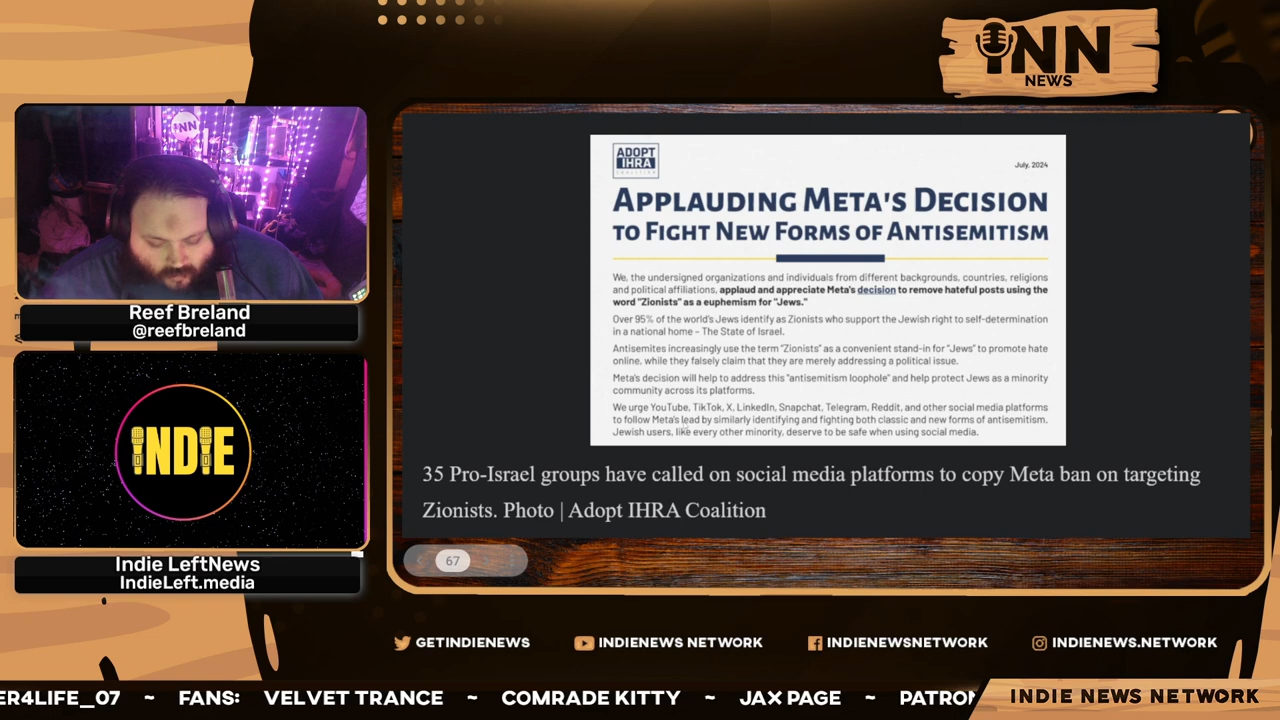 INN
NEWS
Reef Breland
@reefbreland
INDIE
Indie LeftNews
IndieLeft.media
ADOPT
IHRA
COALITION
July, 2024
APPLAUDING META'S DECISION
TO FIGHT NEW FORMS OF ANTISEMITISM
We, the undersigned organizations and individuals from different backgrounds, countries, religions
and political affiliations, applaud and appreciate Meta's decision to remove hateful posts using the
word "Zionists" as a euphemism for "Jews."
Over 95% of the world's Jews identify as Zionists who support the Jewish right to self-determination
in a national home – The State of Israel.
Antisemites increasingly use the term "Zionists" as a convenient stand-in for "Jews" to promote hate
online, while they falsely claim that they are merely addressing a political issue.
Meta's decision will help to address this "antisemitism loophole" and help protect Jews as a minority
community across its platforms.
We urge YouTube, TikTok, X, LinkedIn, Snapchat, Telegram, Reddit, and other social media platforms
to follow Meta's lead by similarly identifying and fighting both classic and new forms of antisemitism.
Jewish users, like every other minority, deserve to be safe when using social media.
35 Pro-Israel groups have called on social media platforms to copy Meta ban on targeting
Zionists. Photo | Adopt IHRA Coalition
67
GETINDIENEWS
INDIENEWS NETWORK
INDIENEWSNETWORK
INDIENEWS.NETWORK
ER4LIFE_07 ~ FANS: VELVET TRANCE ~ COMRADE KITTY ~ JAX PAGE ~ PATRON
INDIE NEWS NETWORK